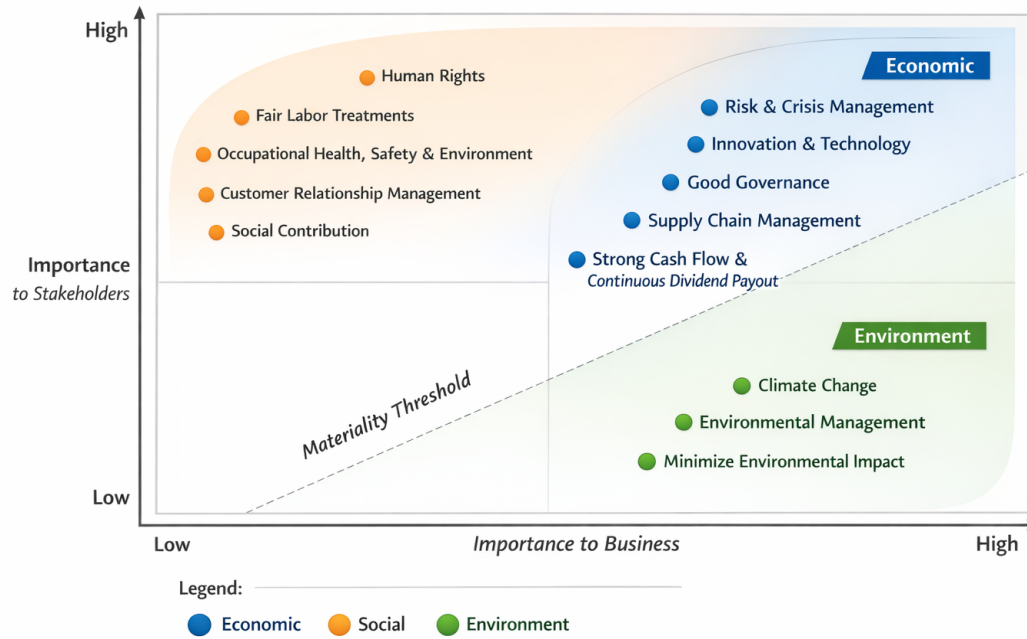 High
Economic
Human Rights
Risk & Crisis Management
Fair Labor Treatments
Innovation & Technology
Occupational Health, Safety & Environment
Good Governance
Customer Relationship Management
Supply Chain Management
Social Contribution
Strong Cash Flow &
Continuous Dividend Payout
Importance
to Stakeholders
Environment
Climate Change
Materiality Threshold
Environmental Management
Minimize Environmental Impact
Low
Low
Importance to Business
High
Legend:
Economic
Social
Environment